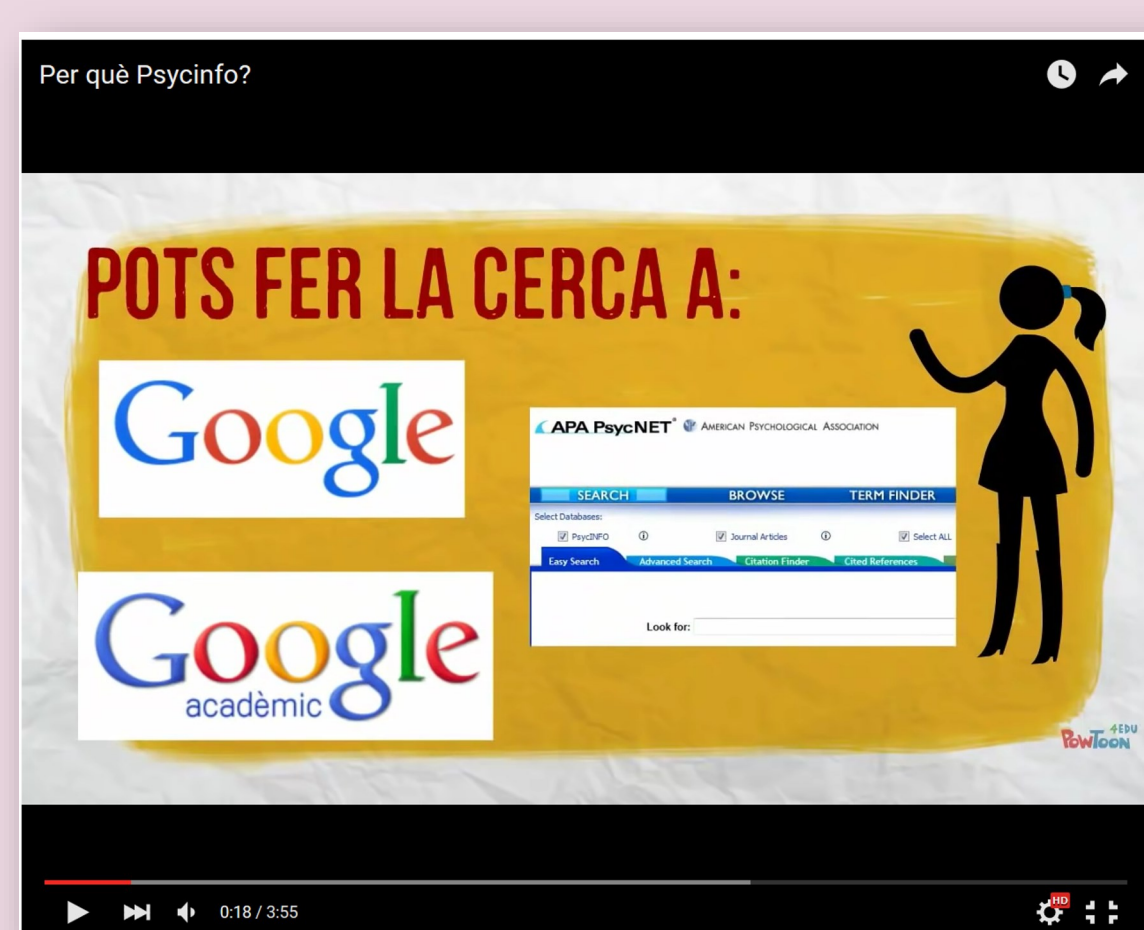 Per què Psycinfo?
POTS FER LA CERCA A:
Google
APA PsycNET® AMERICAN PSYCHOLOGICAL ASSOCIATION
SEARCH BROWSE TERM FINDER
Select Databases:
PsycINFO Journal Articles Select ALL
Easy Search Advanced Search Citation Finder Cited References
Look for:
Google
acadèmic
4EDU
POWTOON
HD
0:18 / 3:55